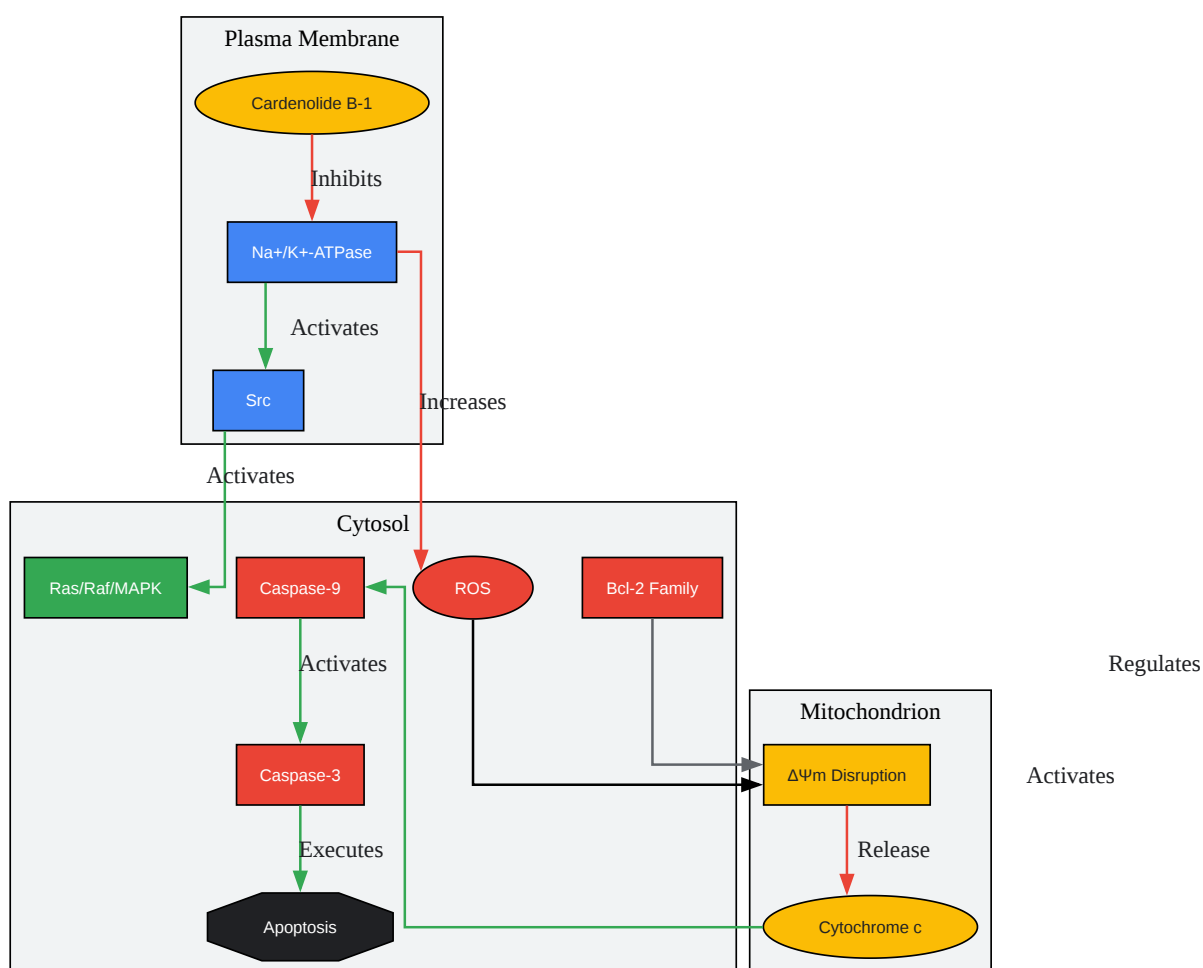 Plasma Membrane
Cardenolide B-1
Inhibits
Na+/K+-ATPase
Activates
Src
Increases
Activates
Cytosol
Ras/Raf/MAPK
Caspase-9
ROS
Bcl-2 Family
Activates
Regulates
Mitochondrion
Caspase-3
ΔΨm Disruption
Activates
Executes
Release
Apoptosis
Cytochrome c